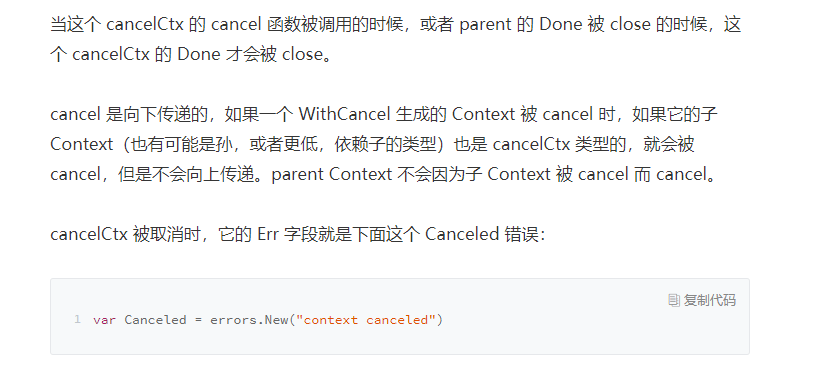 当这个 cancelCtx 的 cancel 函数被调用的时候，或者 parent 的 Done 被 close 的时候，这
个 cancelCtx 的 Done 才会被 close。
cancel 是向下传递的，如果一个 WithCancel 生成的 Context 被 cancel 时，如果它的子
Context（也有可能是孙，或者更低，依赖子的类型）也是 cancelCtx 类型的，就会被
cancel，但是不会向上传递。parent Context 不会因为子 Context 被 cancel 而 cancel。
cancelCtx 被取消时，它的 Err 字段就是下面这个 Canceled 错误：
复制代码
1 var Canceled = errors.New("context canceled")